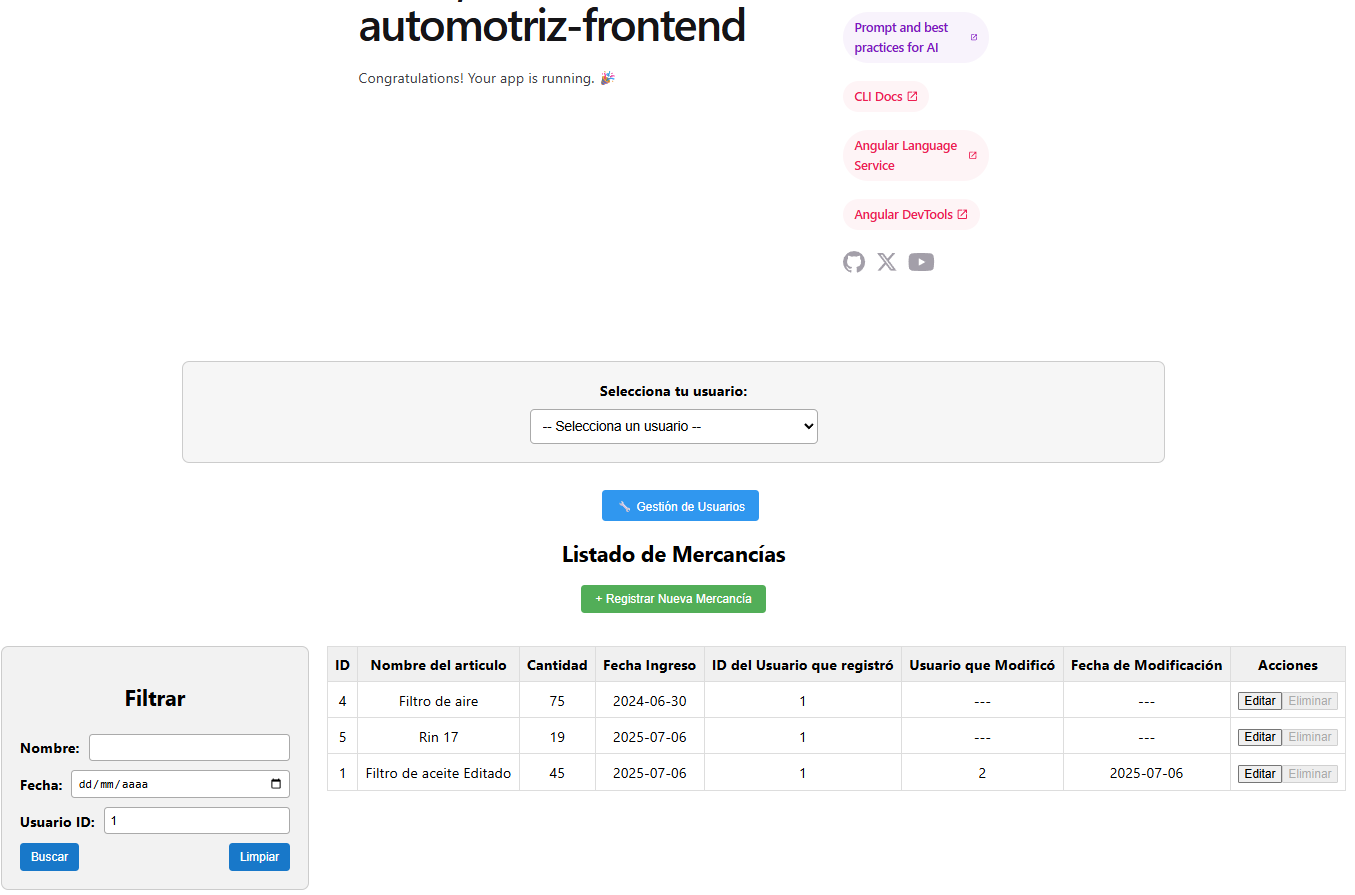 automotriz-frontend
Congratulations! Your app is running. 🎉
Prompt and best
practices for AI
CLI Docs
Angular Language
Service
Angular DevTools
Selecciona tu usuario:
-- Selecciona un usuario --
🔧 Gestión de Usuarios
Listado de Mercancías
+ Registrar Nueva Mercancía
Filtrar
Nombre:
Fecha: dd/mm/aaaa
Usuario ID: 1
Buscar Limpiar
ID Nombre del articulo Cantidad Fecha Ingreso ID del Usuario que registró Usuario que Modificó Fecha de Modificación Acciones
4 Filtro de aire 75 2024-06-30 1 --- --- Editar Eliminar
5 Rin 17 19 2025-07-06 1 --- --- Editar Eliminar
1 Filtro de aceite Editado 45 2025-07-06 1 2 2025-07-06 Editar Eliminar